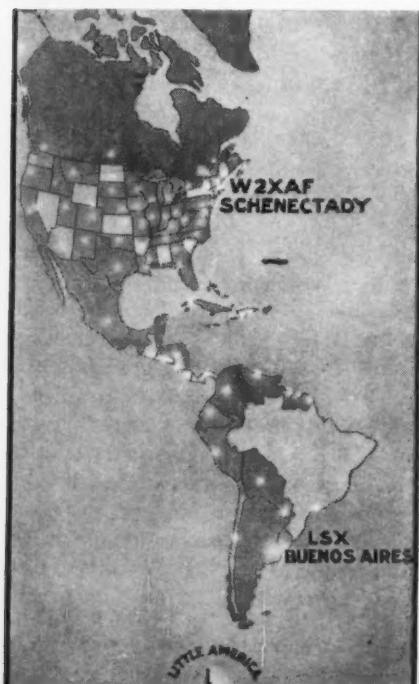 W2XAF
SCHENECTADY
LSX
BUENOS AIRES
LITTLE AMERICA